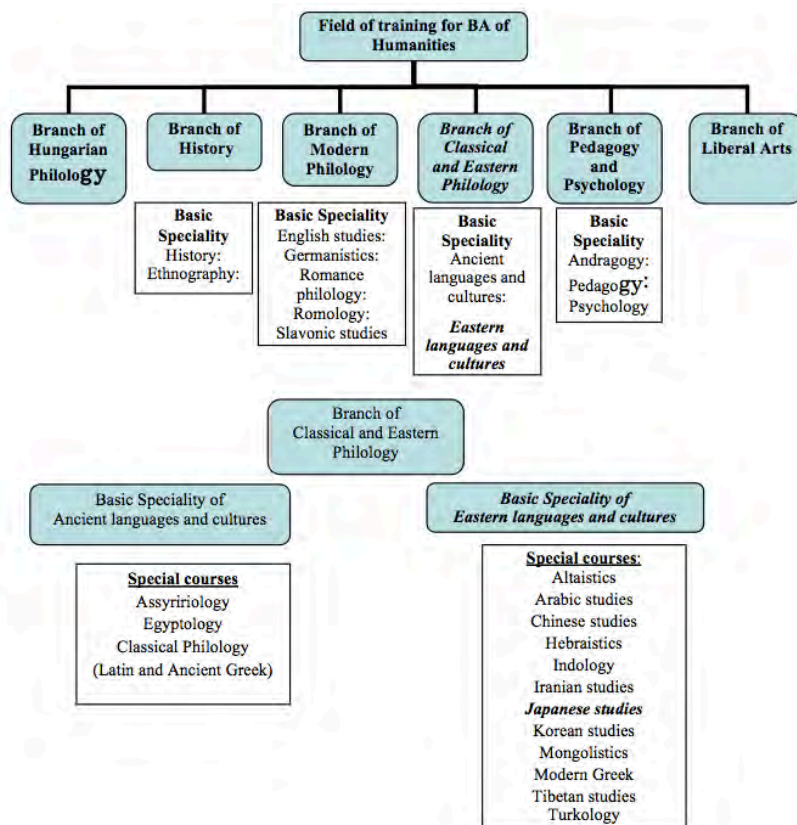 Field of training for BA of
Humanities
Branch of
Hungarian
Philology
Branch of
History
Branch of
Modern
Philology
Branch of
Classical
and Eastern
Philology
Branch of
Pedagogy
and
Psychology
Branch of
Liberal Arts
Basic
Speciality
History:
Ethnography:
Basic Speciality
English studies:
Germanistics:
Romance
philology:
Romology:
Slavonic studies
Basic
Speciality
Ancient
languages and
cultures:
Eastern
languages and
cultures
Basic
Speciality
Andragogy:
Pedagogy:
Psychology
Branch of
Classical and Eastern
Philology
Basic Speciality of
Ancient languages and cultures
Basic Speciality of
Eastern languages and cultures
Special courses
Assyririology
Egyptology
Classical Philology
(Latin and Ancient Greek)
Special courses:
Altaistics
Arabic studies
Chinese studies
Hebraistics
Indology
Iranian studies
Japanese studies
Korean studies
Mongolistics
Modern Greek
Tibetan studies
Turkology